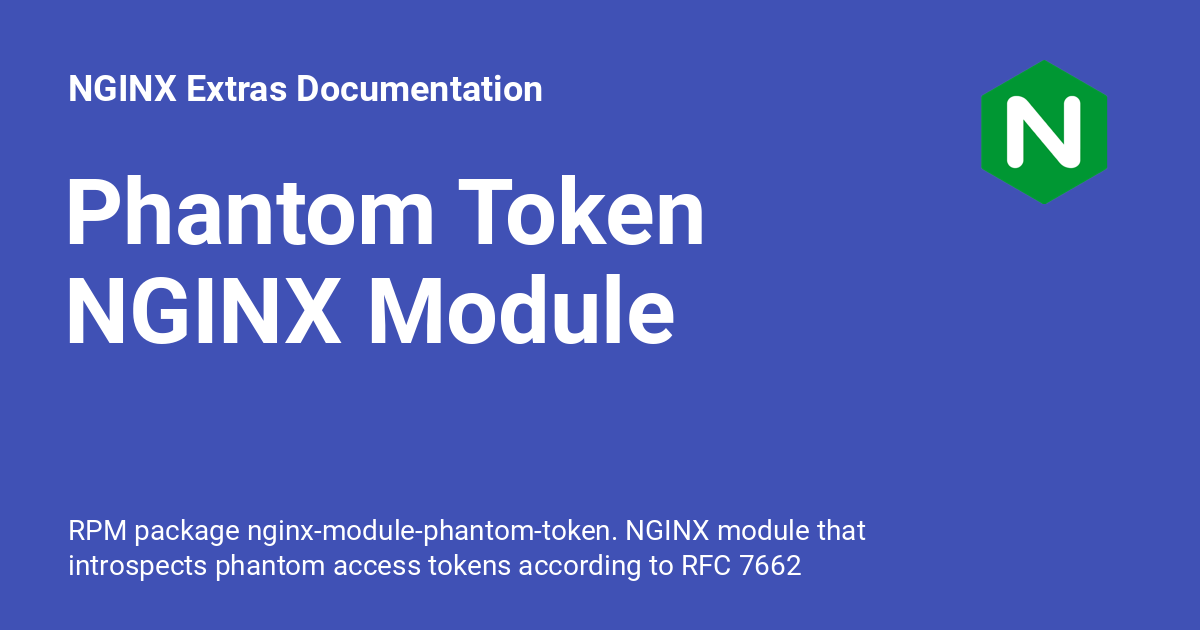 NGINX Extras Documentation
N
Phantom Token
NGINX Module
RPM package nginx-module-phantom-token. NGINX module that
introspects phantom access tokens according to RFC 7662